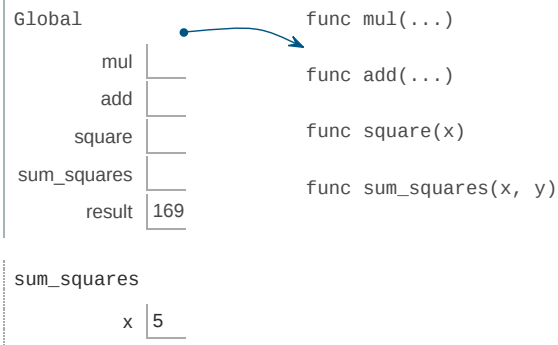 Global
func mul(...)
mul
func add(...)
add
square
func square(x)
sum_squares
func sum_squares(x, y)
result 169
sum_squares
x 5